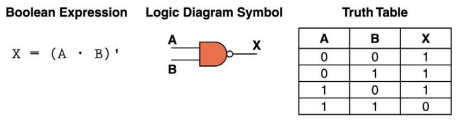 Boolean Expression Logic Diagram Symbol Truth Table
X = (A · B)'
A
B
X
A B X
0 0 1
0 1 1
1 0 1
1 1 0